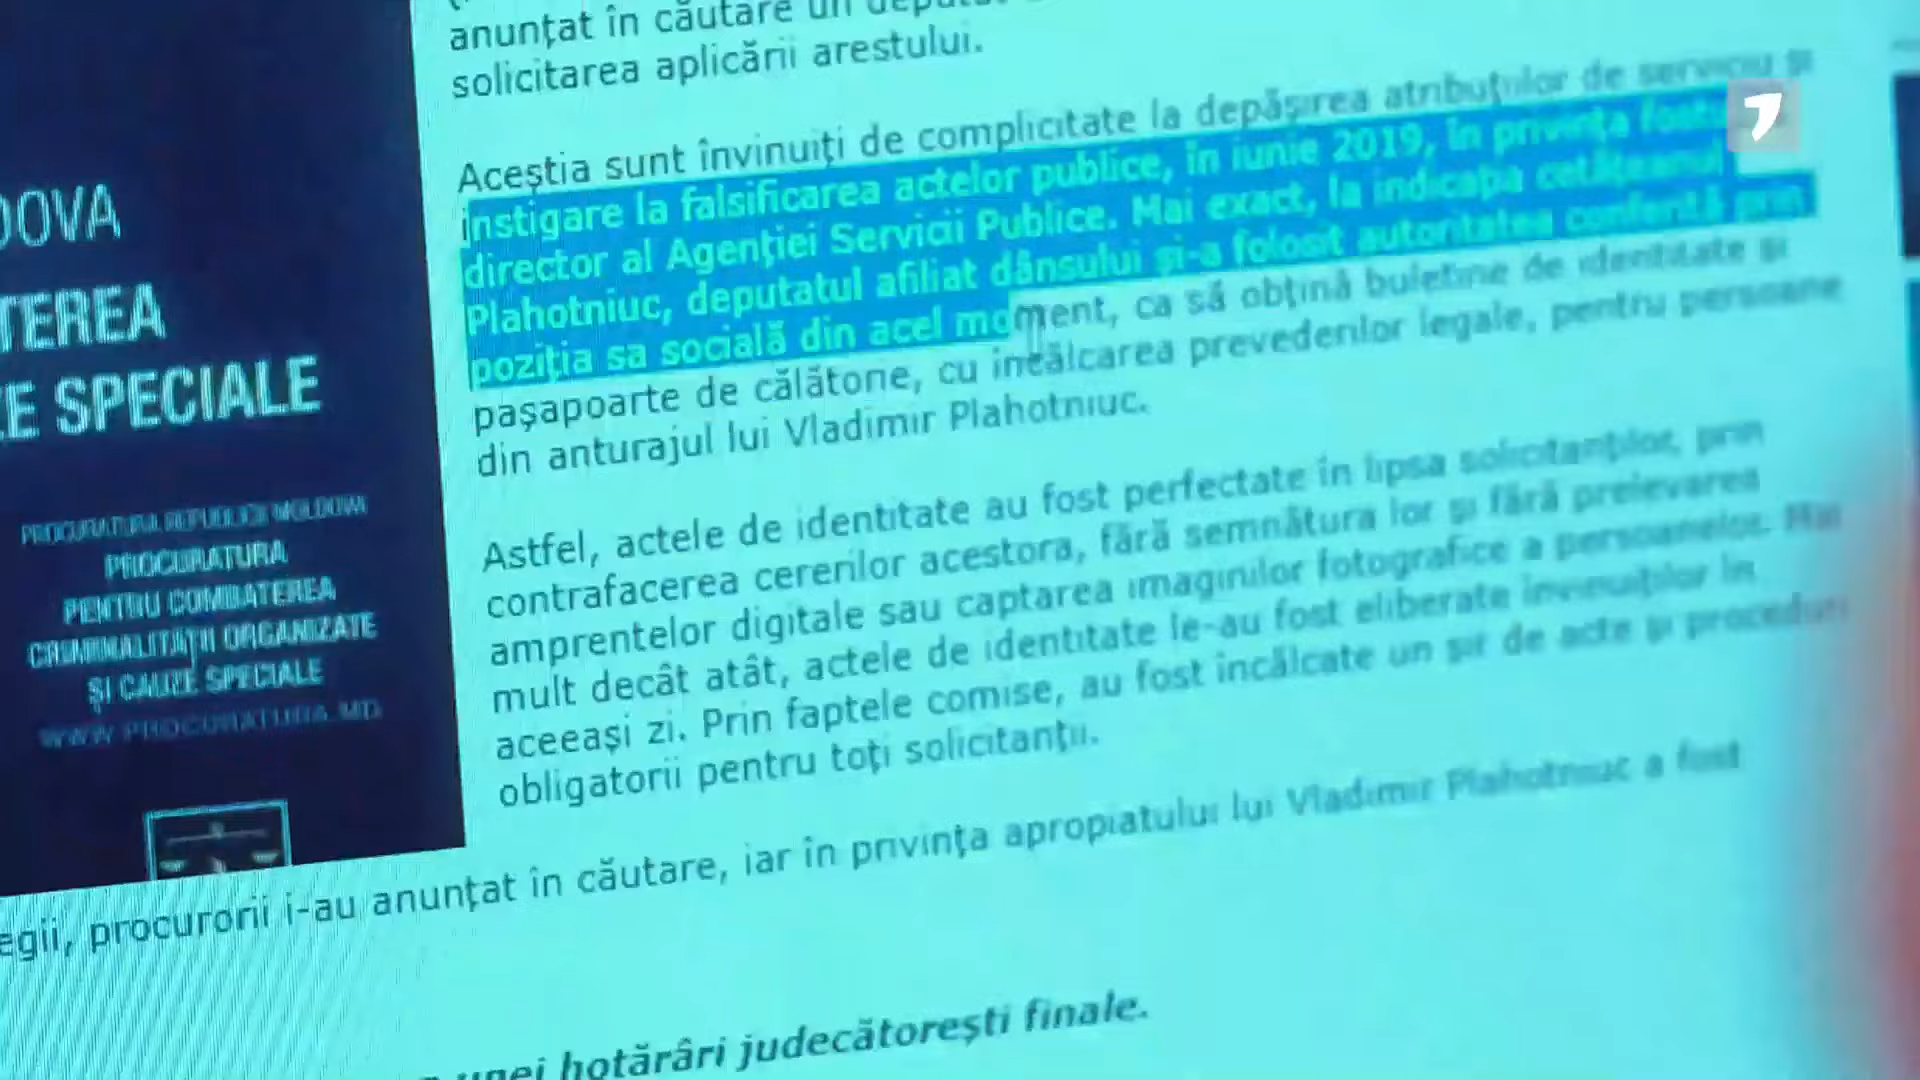 DOVA
TEREA
E SPECIALE
PROCURATURA REPUBLICII MOLDOVA
PROCURATURA
PENTRU COMBATEREA
CRIMINALITĂȚII ORGANIZATE
ȘI CAUZE SPECIALE
WWW.PROCURATURA.MD
anunțat în căutare un
solicitarea aplicării arestului.
Aceștia sunt învinuiți de complicitate la depășirea atribuțiilor de serviciu și
instigare la falsificarea actelor publice, în iunie 2019, în privința
director al Agenției Servicii Publice. Mai exact, la indicația cetățeanul
Plahotniuc, deputatul afiliat dânsului și-a folosit autoritatea conferită prin
poziția sa socială din acel moment, ca să obțină buletine de identitate și
pașapoarte de călătorie, cu încălcarea prevederilor legale, pentru persoane
din anturajul lui Vladimir Plahotniuc.
Astfel, actele de identitate au fost perfectate în lipsa solicitanților, prin
contrafacerea cererilor acestora, fără semnătura lor și fără prelevarea
amprentelor digitale sau captarea imaginilor fotografice a persoanelor. Mai
mult decât atât, actele de identitate le-au fost eliberate învinuiților în
aceeași zi. Prin faptele comise, au fost încălcate un șir de acte și proceduri
obligatorii pentru toți solicitanții.
egii, procurorii i-au anunțat în căutare, iar în privința apropiatului lui Vladimir Plahotniuc a fost
unei hotărâri judecătorești finale.